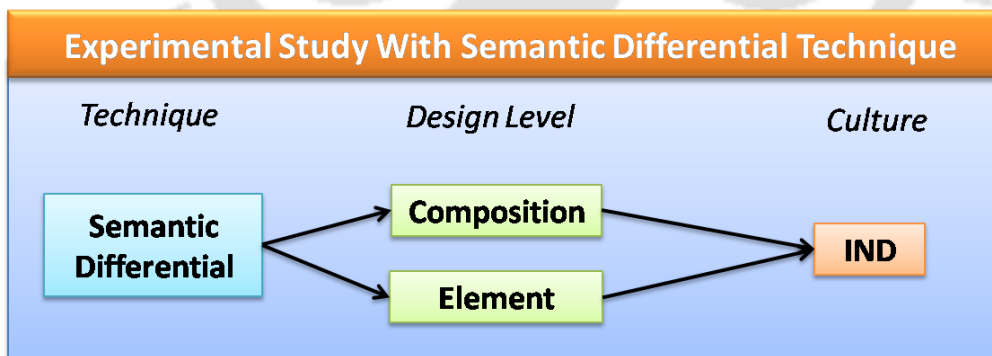 Experimental Study With Semantic Differential Technique
Technique
Design Level
Culture
Semantic
Differential
Composition
Element
IND